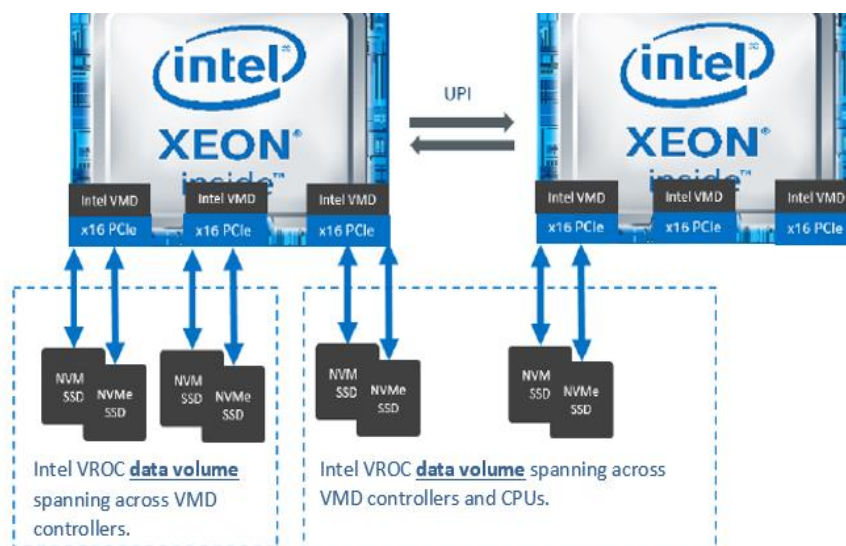 intel
XEON®
inside™
UPI
intel
XEON®
inside™
Intel VMD
x16 PCIe
Intel VMD
x16 PCIe
Intel VMD
x16 PCIe
Intel VMD
x16 PCIe
Intel VMD
x16 PCIe
Intel VMD
x16 PCIe
NVM
SSD
NVMe
SSD
NVM
SSD
NVMe
SSD
NVM
SSD
NVMe
SSD
NVM
SSD
NVMe
SSD
Intel VROC data volume
spanning across VMD
controllers.
Intel VROC data volume spanning across
VMD controllers and CPUs.